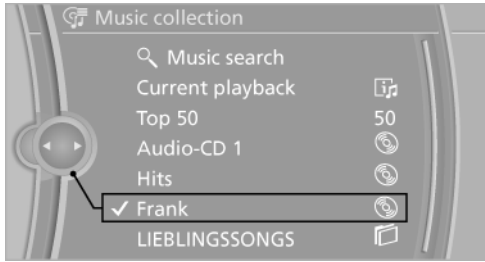 Music collection
Music search
Current playback
Top 50 50
Audio-CD 1
Hits
Frank
LIEBLINGSSONGS